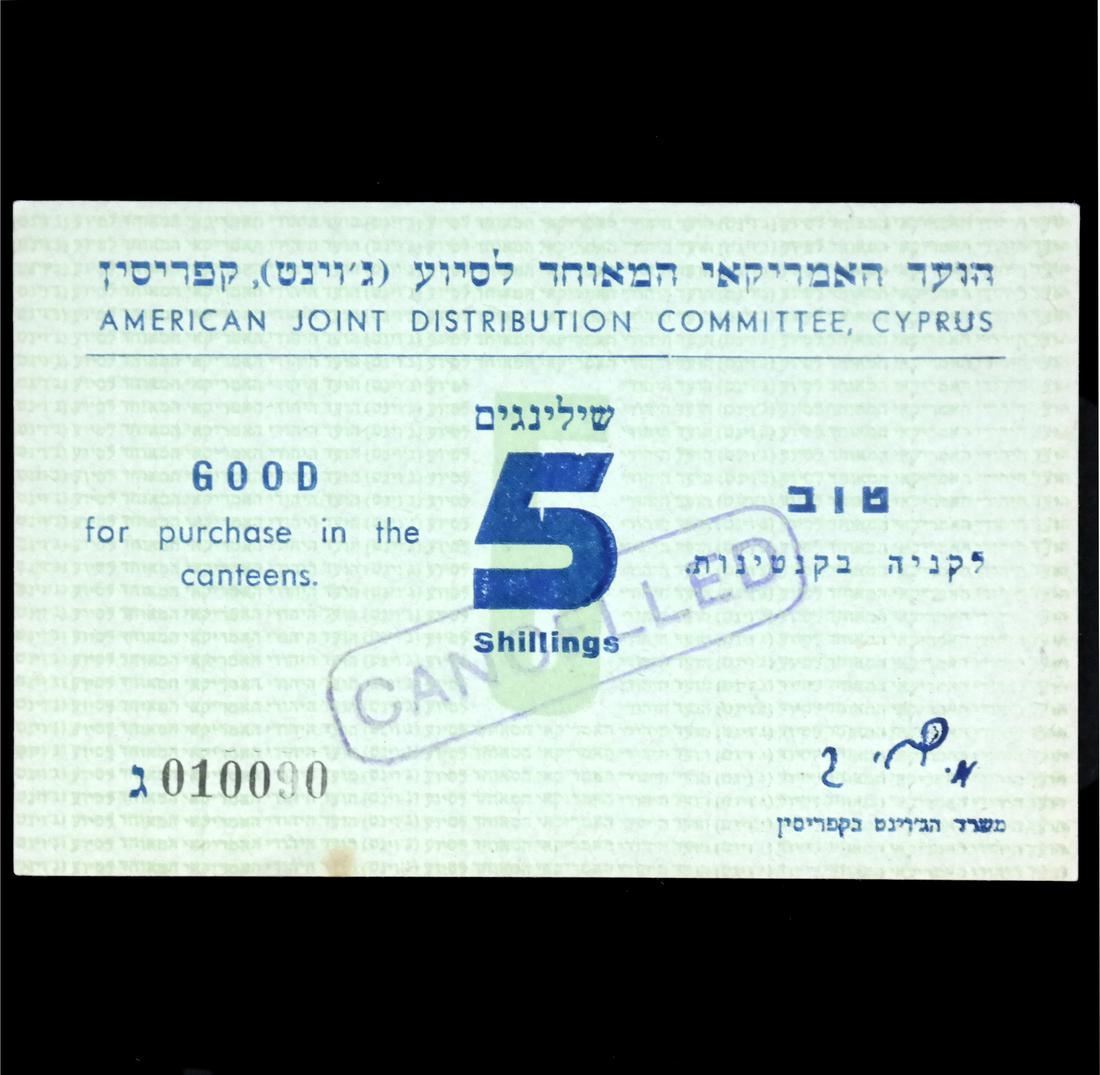 הועד האמריקאי המאוחד לסיוע (ג׳וינט), קפריסין
AMERICAN JOINT DISTRIBUTION COMMITTEE, CYPRUS
שילינגים
5
Shillings
GOOD
for purchase in the
canteens.
טוב
לקניה בקנטינות.
CANCELLED
ג 010090
משרד הג׳וינט בקפריסין